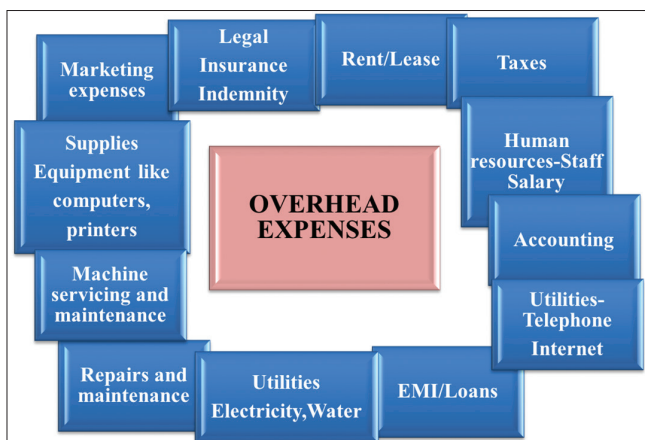 OVERHEAD
EXPENSES
Legal
Insurance
Indemnity
Rent/Lease
Taxes
Human
resources-Staff
Salary
Accounting
Utilities-
Telephone
Internet
EMI/Loans
Utilities
Electricity,Water
Repairs and
maintenance
Machine
servicing and
maintenance
Supplies
Equipment like
computers,
printers
Marketing
expenses